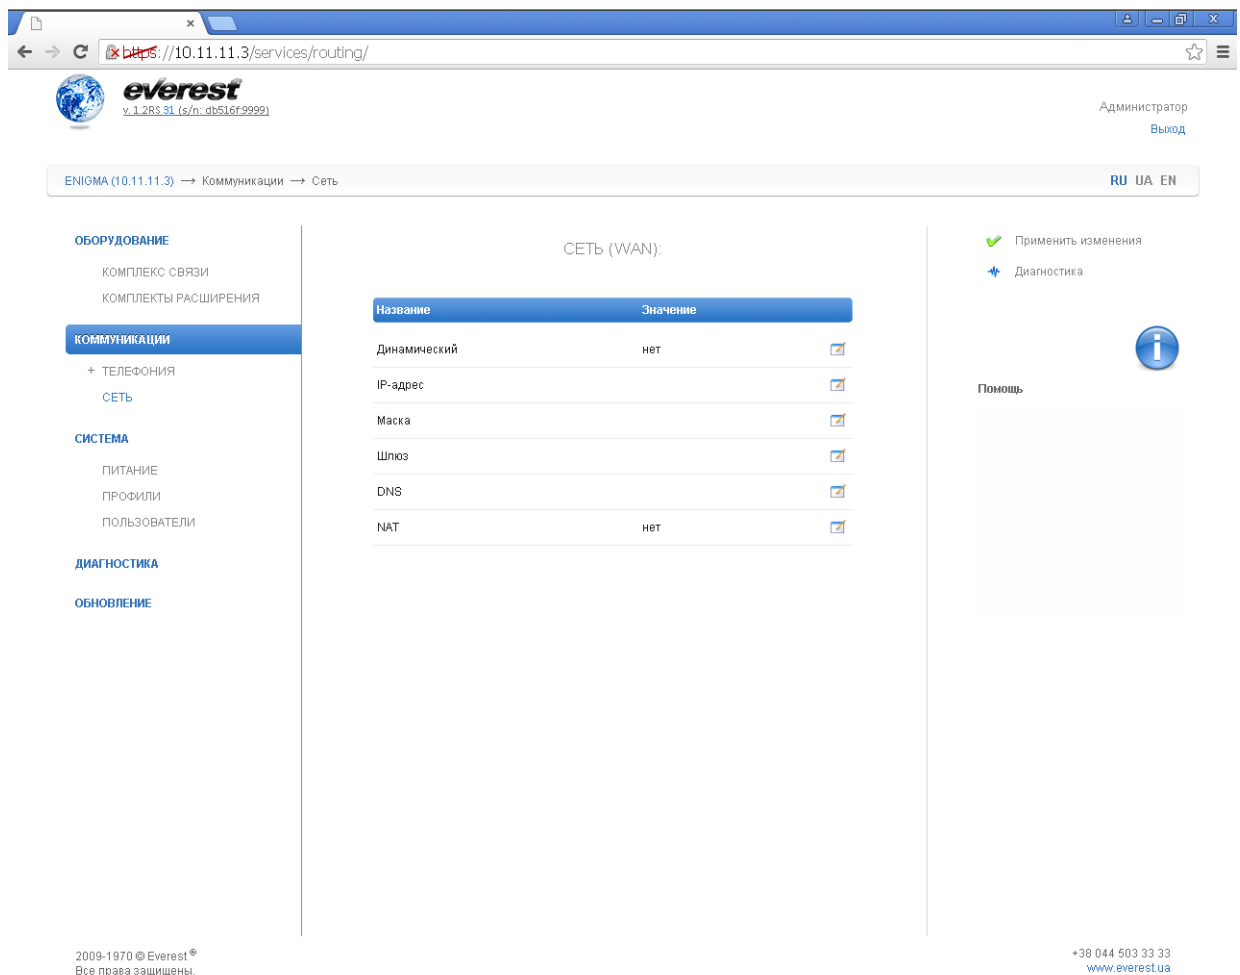 https://10.11.11.3/services/routing/
everest
v. 1.2RS 31 (s/n: db516f:9999)
Администратор
Выход
ENIGMA (10.11.11.3) → Коммуникации → Сеть
RU UA EN
ОБОРУДОВАНИЕ
КОМПЛЕКС СВЯЗИ
КОМПЛЕКТЫ РАСШИРЕНИЯ
КОММУНИКАЦИИ
+ ТЕЛЕФОНИЯ
СЕТЬ
СИСТЕМА
ПИТАНИЕ
ПРОФИЛИ
ПОЛЬЗОВАТЕЛИ
ДИАГНОСТИКА
ОБНОВЛЕНИЕ
СЕТЬ (WAN):
Название Значение
Динамический нет
IP-адрес
Маска
Шлюз
DNS
NAT нет
Применить изменения
Диагностика
Помощь
2009-1970 © Everest ®
Все права защищены.
+38 044 503 33 33
www.everest.ua